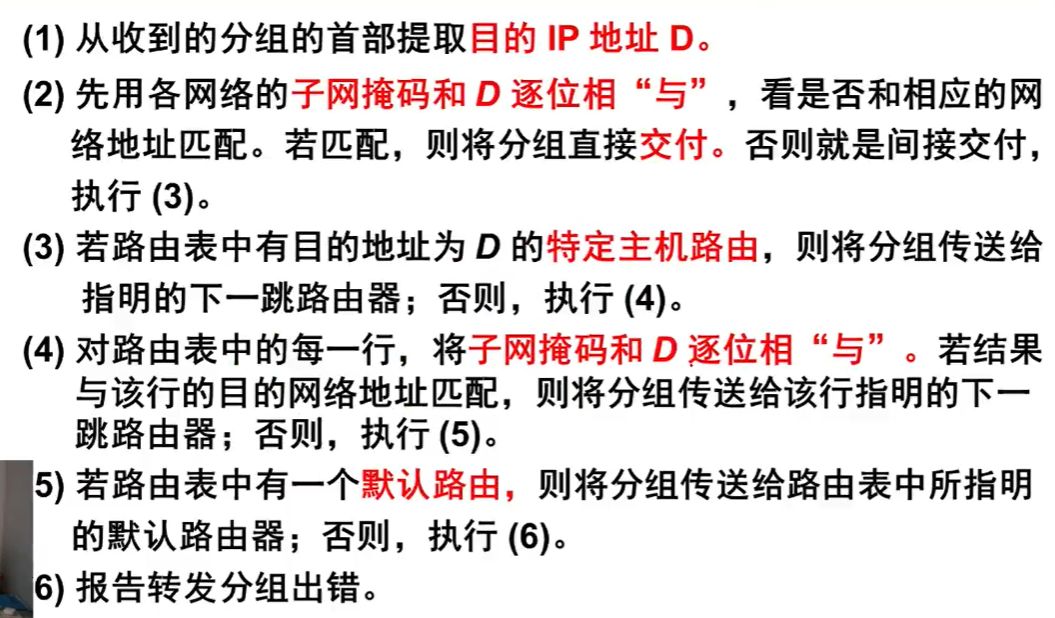 (1) 从收到的分组的首部提取目的 IP 地址 D。
(2) 先用各网络的子网掩码和 D 逐位相“与”，看是否和相应的网
络地址匹配。若匹配，则将分组直接交付。否则就是间接交付，
执行 (3)。
(3) 若路由表中有目的地址为 D 的特定主机路由，则将分组传送给
指明的下一跳路由器；否则，执行 (4)。
(4) 对路由表中的每一行，将子网掩码和 D 逐位相“与”。若结果
与该行的目的网络地址匹配，则将分组传送给该行指明的下一
跳路由器；否则，执行 (5)。
5) 若路由表中有一个默认路由，则将分组传送给路由表中所指明
的默认路由器；否则，执行 (6)。
6) 报告转发分组出错。